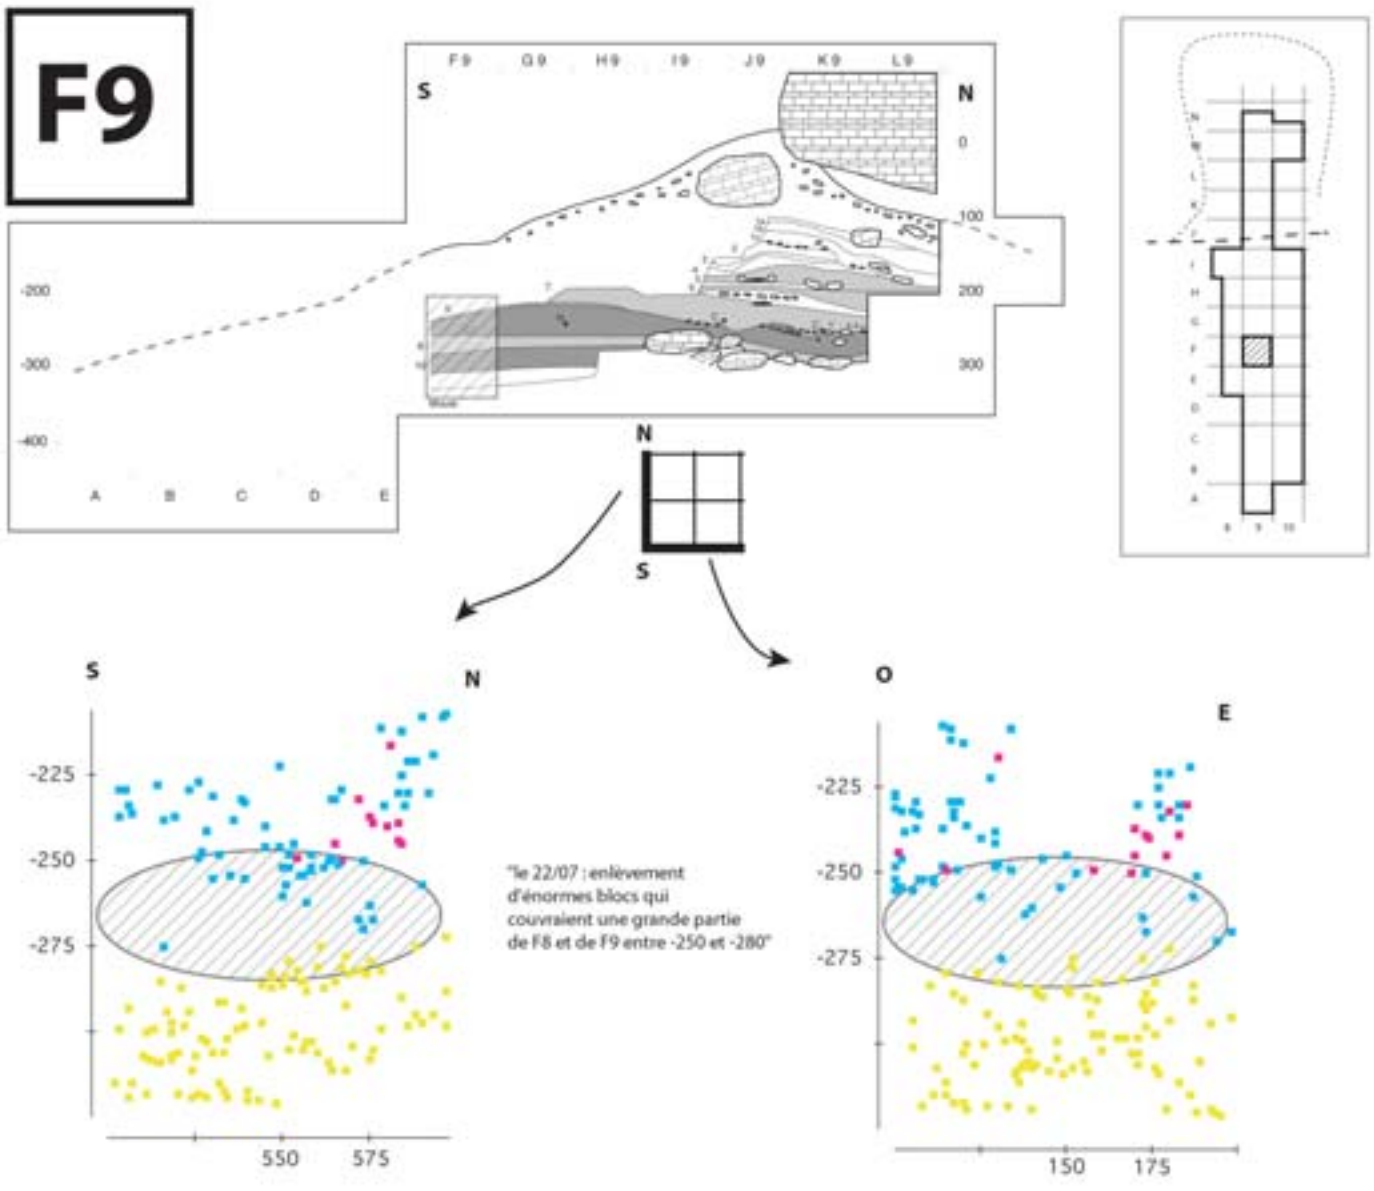 F9
F9 G9 H9 I9 J9 K9 L9
S
N
0
100
-200
200
-300
300
-400
A B C D E
N
L
K
I
H
G
F
E
D
C
B
A
9 10
N
S
S
N
-225
-250
-275
550 575
"le 22/07 : enlèvement
d'énormes blocs qui
couvraient une grande partie
de F8 et de F9 entre -250 et -280"
O
E
-225
-250
-275
150 175